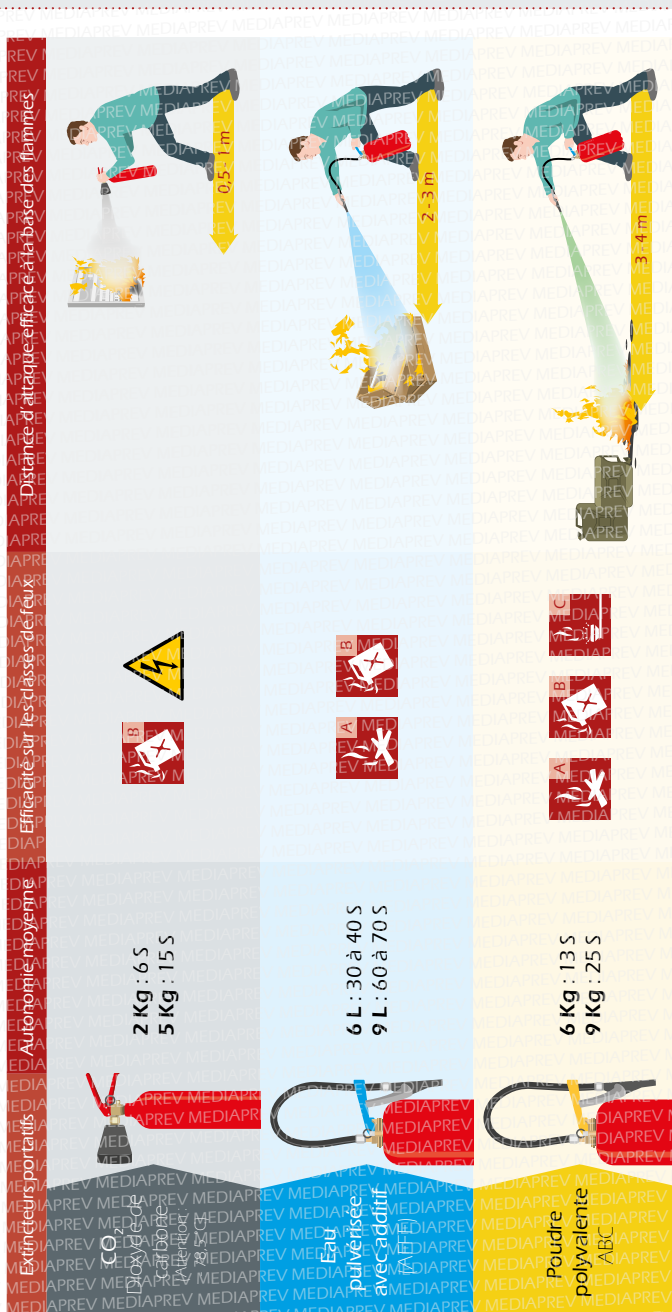 Extincteurs portatifs
Autonomie moyenne
Efficacité sur les classes de feux
Distance d'attaque efficace à la base des flammes
CO2
Dioxyde de
carbone
2 Kg : 6 S
5 Kg : 15 S
B
0,5 - 1 m
Eau
pulvérisée
avec additif
6 L : 30 à 40 S
9 L : 60 à 70 S
A
B
2 - 3 m
Poudre
polyvalente
ABC
6 Kg : 13 S
9 Kg : 25 S
A
B
C
3 - 4 m
MEDIAPREV